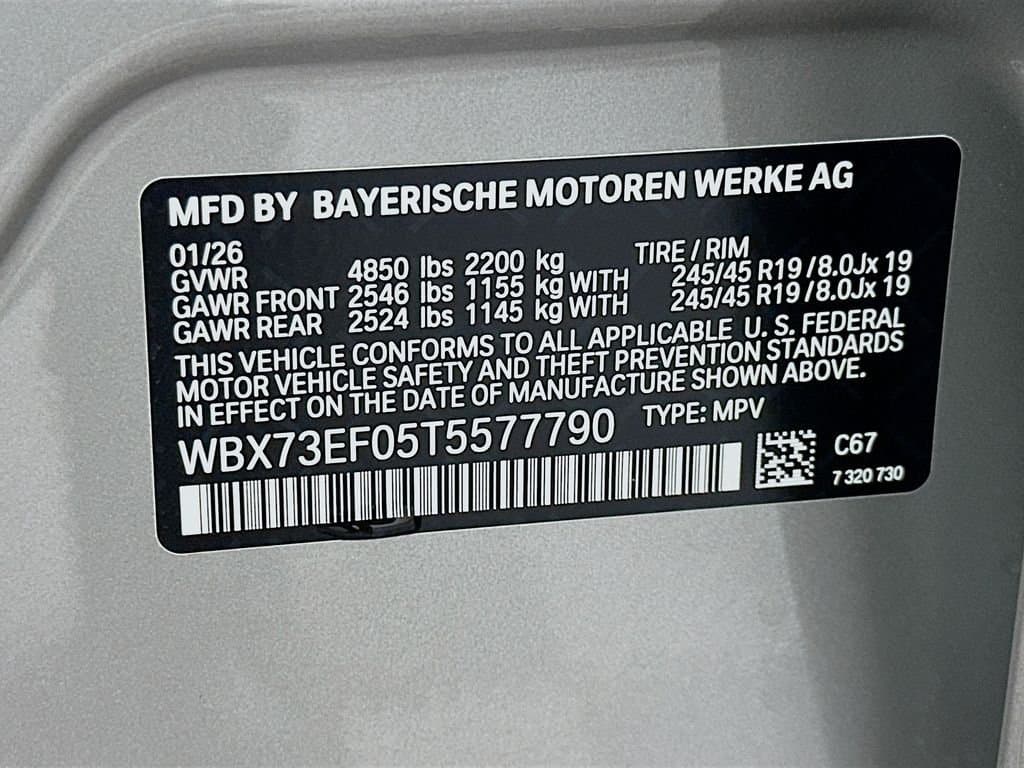 MFD BY BAYERISCHE MOTOREN WERKE AG
01/26 TIRE / RIM
GVWR 4850 lbs 2200 kg
GAWR FRONT 2546 lbs 1155 kg WITH 245/45 R19 /8.0Jx 19
GAWR REAR 2524 lbs 1145 kg WITH 245/45 R19 /8.0Jx 19
THIS VEHICLE CONFORMS TO ALL APPLICABLE U. S. FEDERAL
MOTOR VEHICLE SAFETY AND THEFT PREVENTION STANDARDS
IN EFFECT ON THE DATE OF MANUFACTURE SHOWN ABOVE.
WBX73EF05T5577790 TYPE: MPV
C67
7 320 730